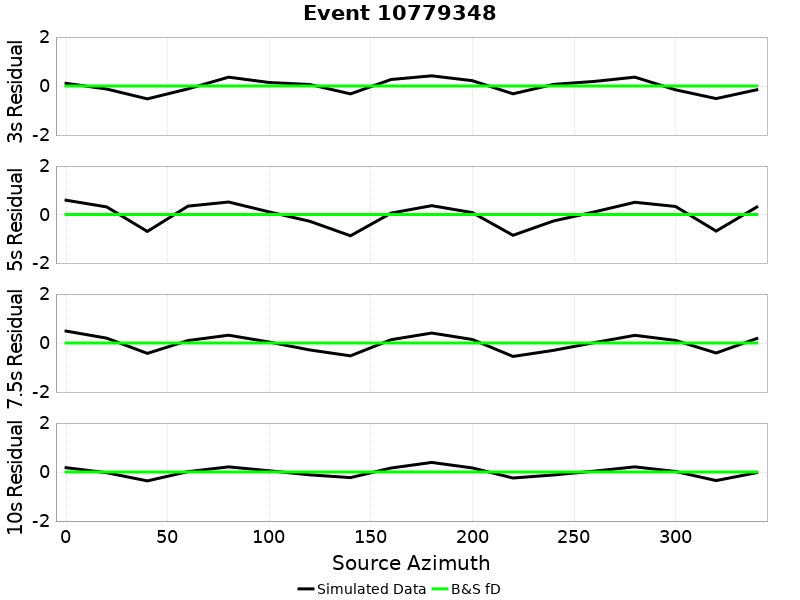 Event 10779348
3s Residual
2
0
-2
5s Residual
2
0
-2
7.5s Residual
2
0
-2
10s Residual
2
0
-2
0 50 100 150 200 250 300
Source Azimuth
Simulated Data B&S fD